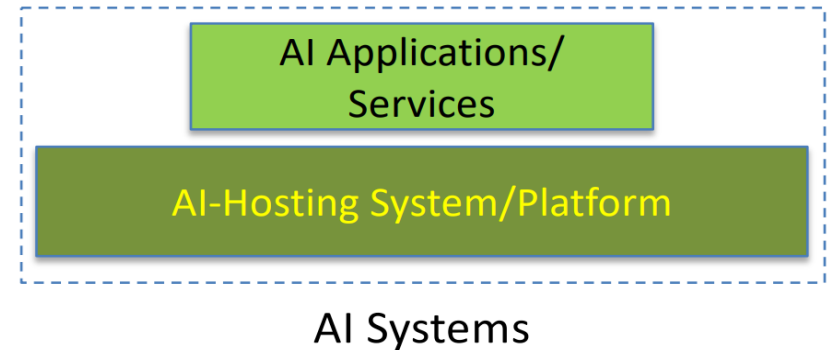 AI Applications/
Services
AI-Hosting System/Platform
AI Systems